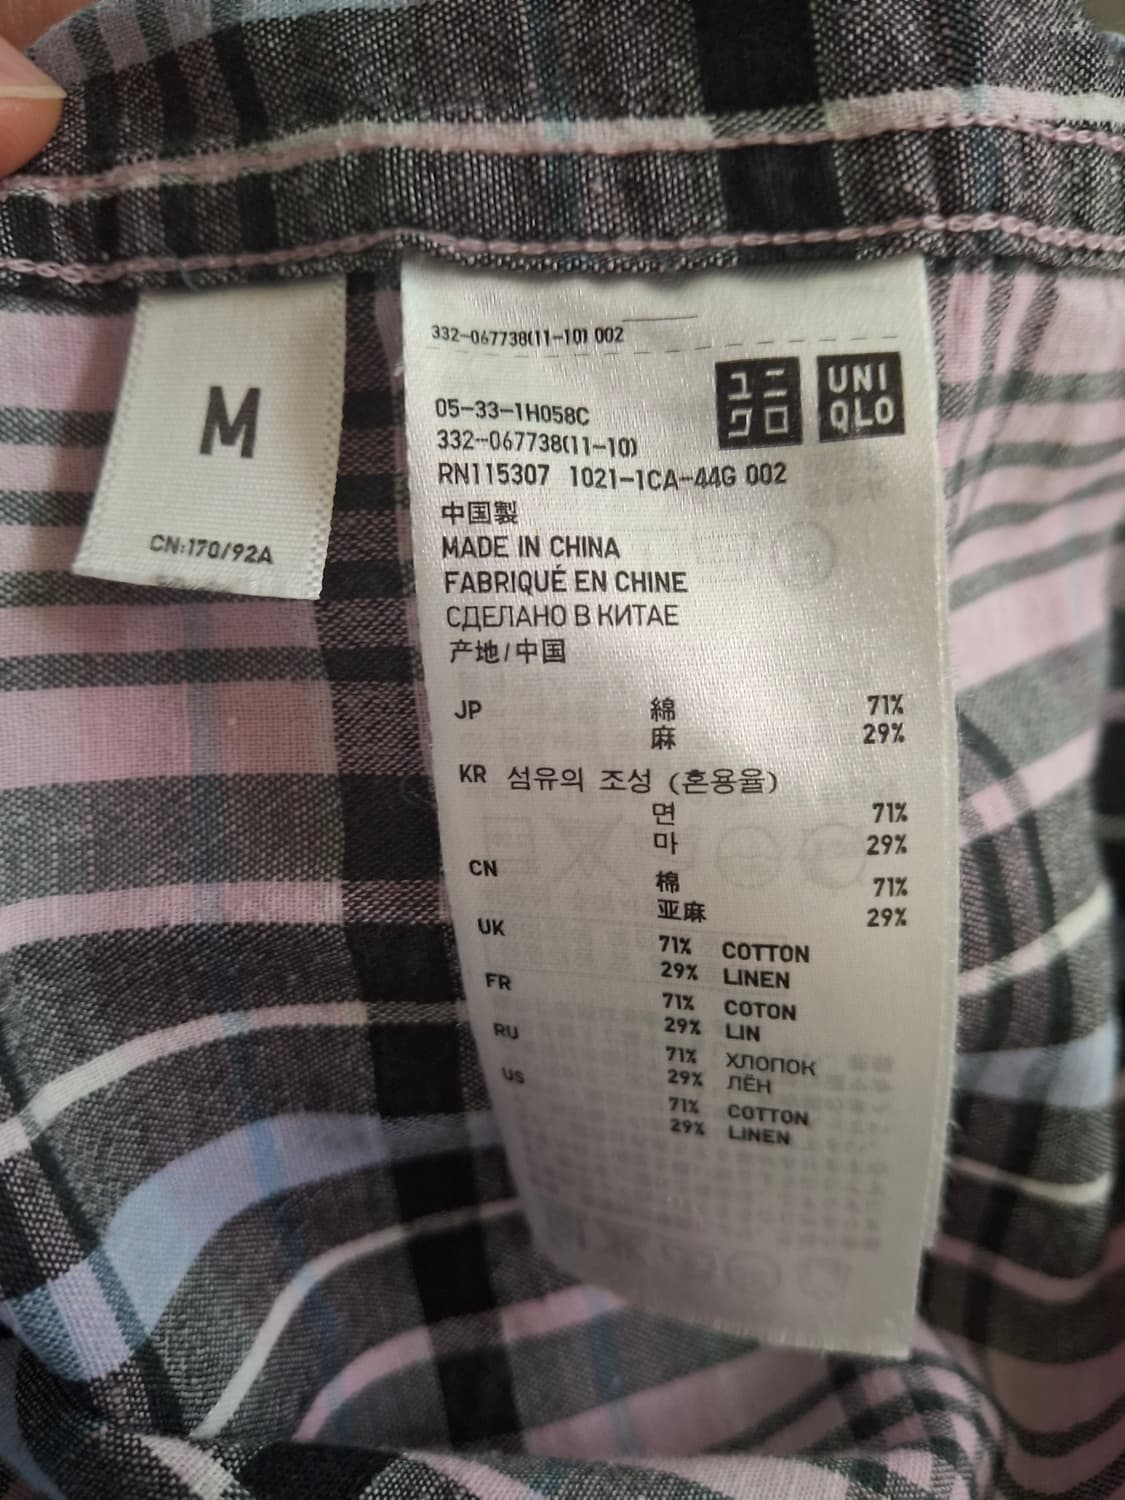 M
CN:170/92A
332-067738(11-10) 002
ユニ
クロ
UNI
QLO
05-33-1H058C
332-067738(11-10)
RN115307 1021-1CA-44G 002
中国製
MADE IN CHINA
FABRIQUÉ EN CHINE
СДЕЛАНО В КИТАЕ
产地/中国
JP 綿 71%
麻 29%
KR 섬유의 조성 (혼용율)
면 71%
마 29%
CN 棉 71%
亚麻 29%
UK 71% COTTON
29% LINEN
FR 71% COTON
29% LIN
RU 71% ХЛОПОК
29% ЛЁН
US 71% COTTON
29% LINEN